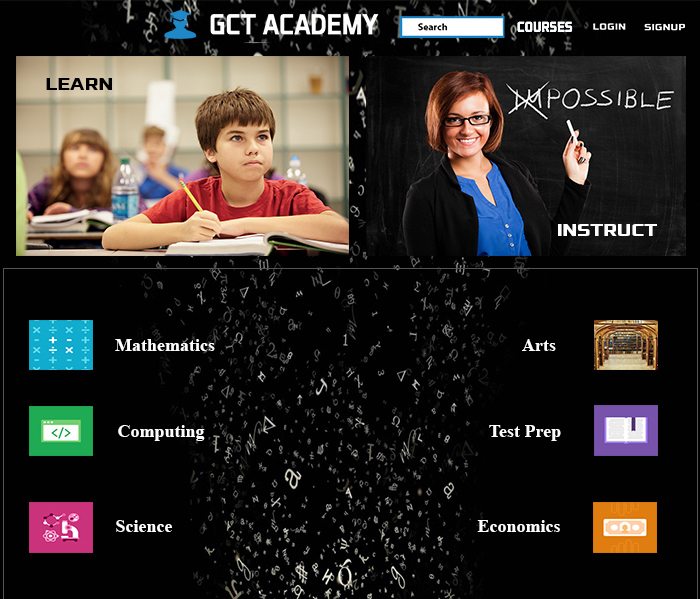 GCT ACADEMY
Search
COURSES
LOGIN
SIGNUP
LEARN
IMPOSSIBLE
INSTRUCT
Mathematics
Arts
Computing
Test Prep
Science
Economics